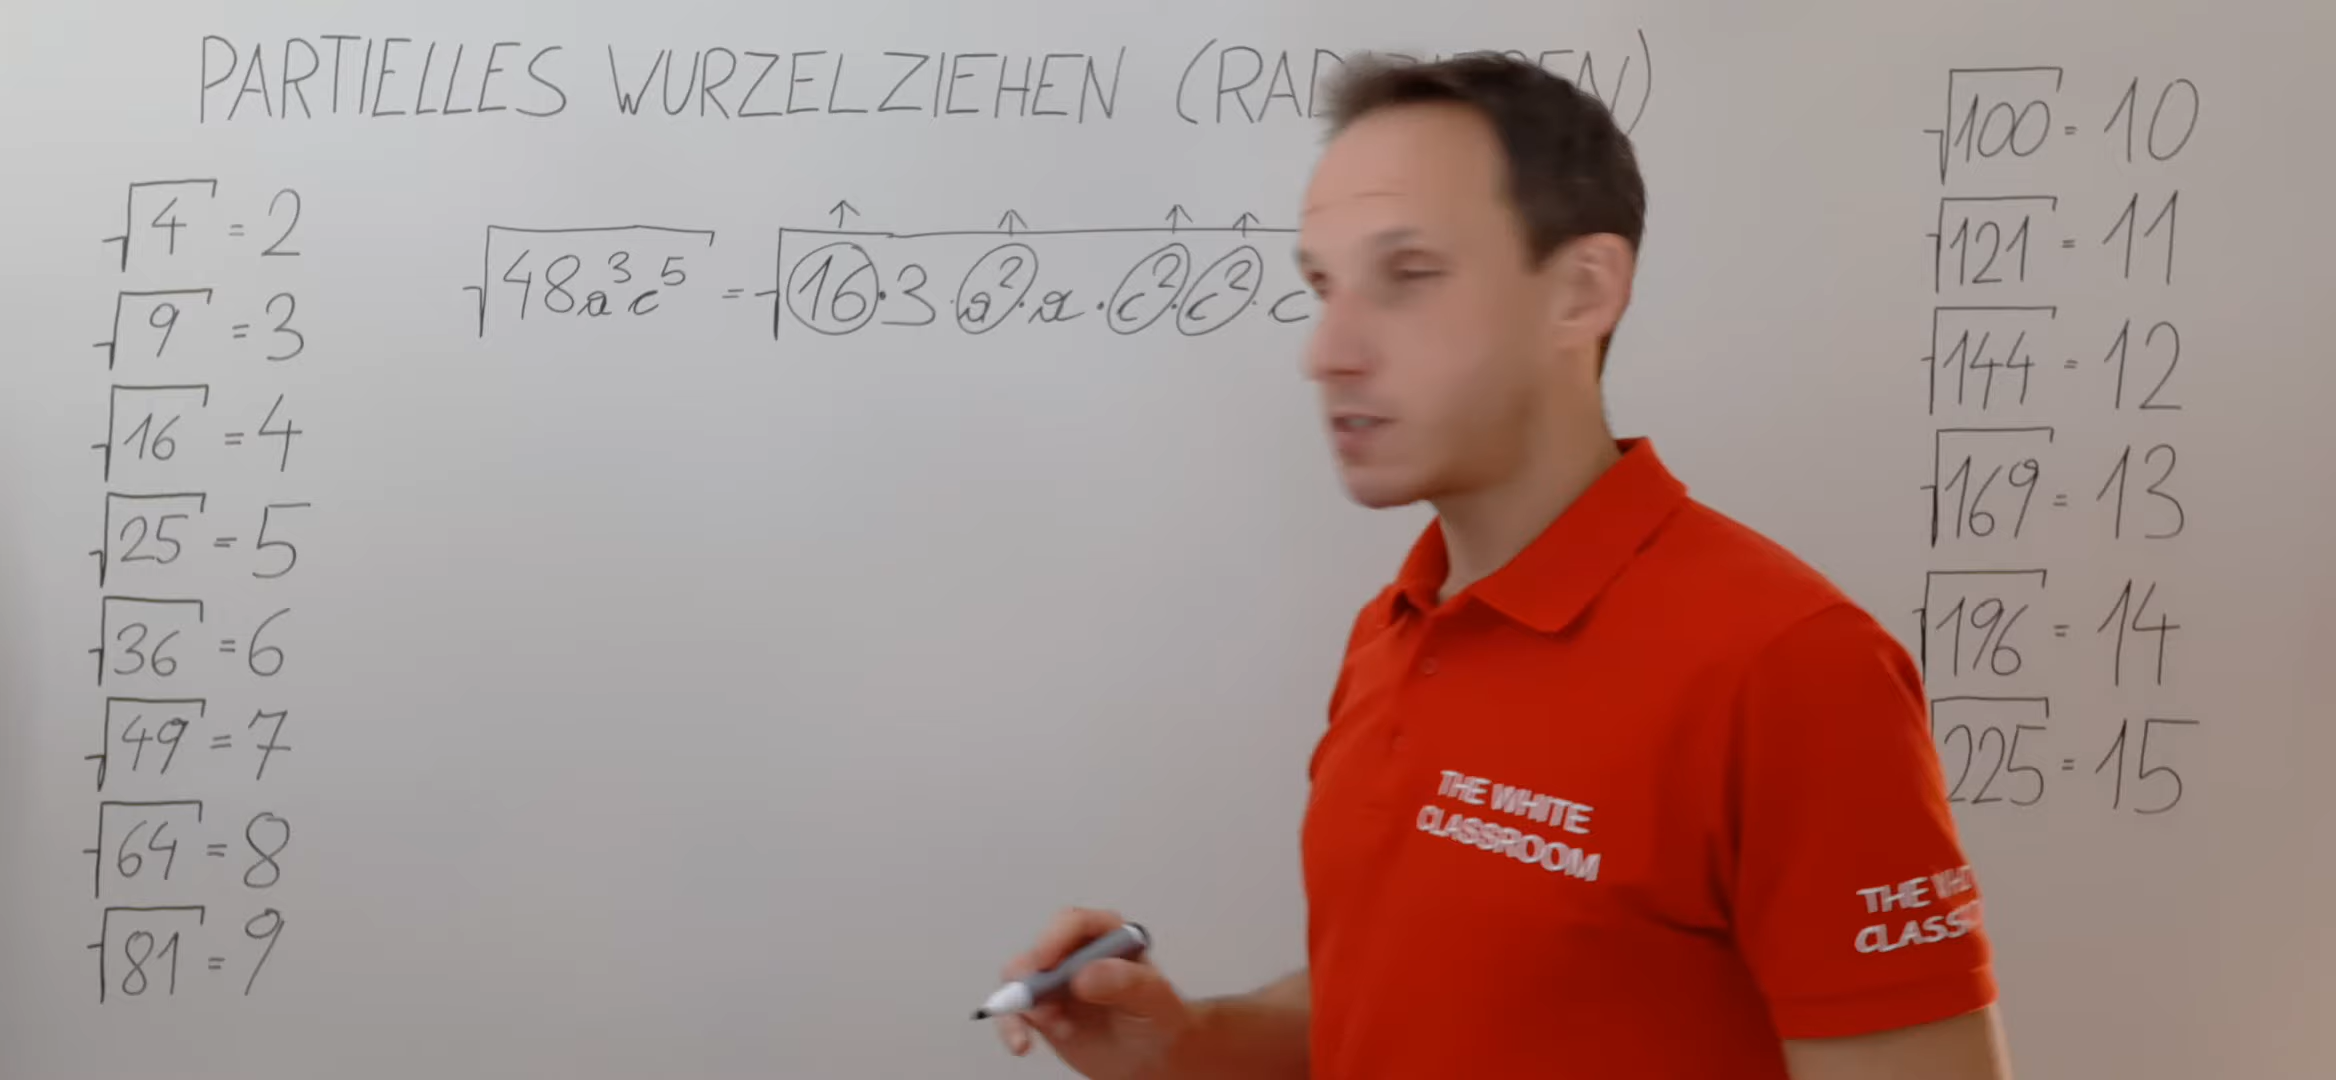 PARTIELLES WURZELZIEHEN
√4 = 2
√9 = 3
√16 = 4
√25 = 5
√36 = 6
√49 = 7
√64 = 8
√81 = 9
√48a³c⁵ = √16·3·a²·a·c²·c²·c
√100 = 10
√121 = 11
√144 = 12
√169 = 13
√196 = 14
√225 = 15
THE WHITE
CLASSROOM
THE